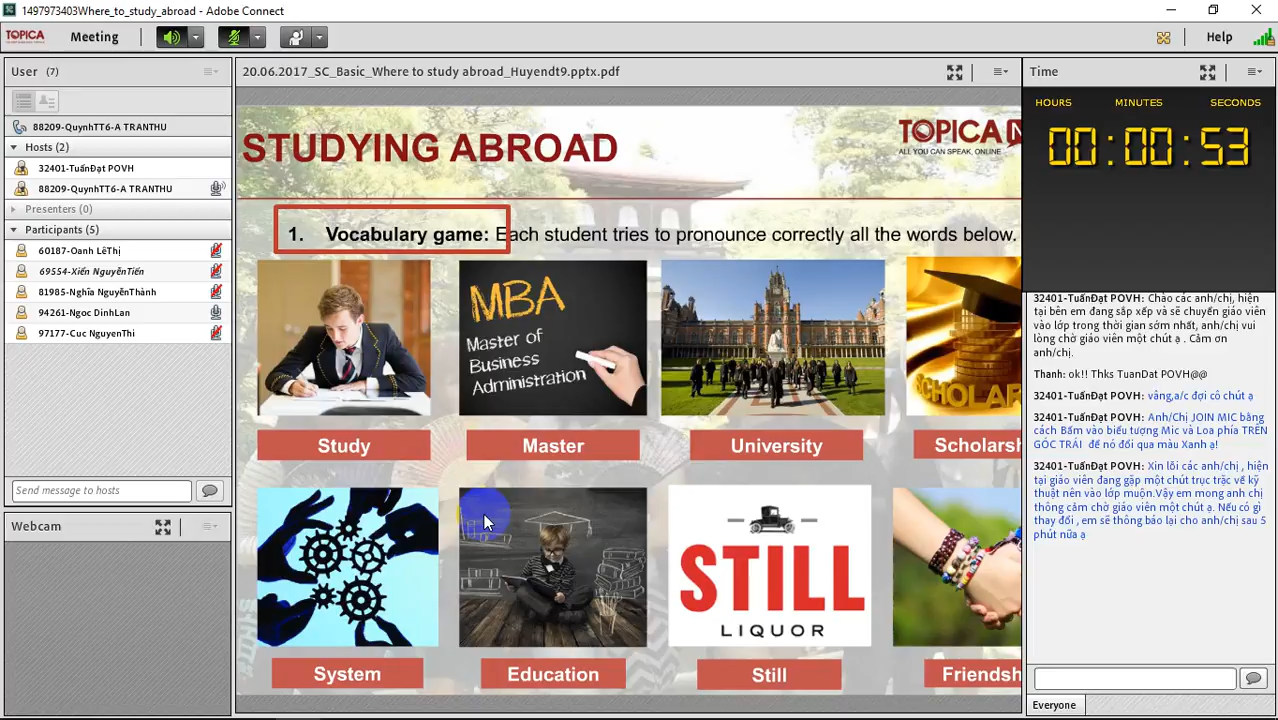 1497973403Where_to_study_abroad - Adobe Connect
TOPICA
Meeting
Help
User (7)
88209-QuynhTT6-A TRANTHU
Hosts (2)
32401-TuấnĐạt POVH
88209-QuynhTT6-A TRANTHU
Presenters (0)
Participants (5)
60187-Oanh LêThị
69554-Xiển NguyễnTiến
81985-Nghĩa NguyễnThành
94261-Ngoc DinhLan
97177-Cuc NguyenThi
Send message to hosts
Webcam
20.06.2017_SC_Basic_Where to study abroad_Huyendt9.pptx.pdf
STUDYING ABROAD
TOPICA N
ALL YOU CAN SPEAK, ONLINE
1. Vocabulary game: Each student tries to pronounce correctly all the words below.
MBA
Master of
Business
Administration
SCHOLAR
Study
Master
University
Scholarsh
STILL
LIQUOR
System
Education
Still
Friendsh
Time
HOURS MINUTES SECONDS
00:00:53
32401-TuấnĐạt POVH: Chào các anh/chị, hiện
tại bên em đang sắp xếp và sẽ chuyển giáo viên
vào lớp trong thời gian sớm nhất, anh/chị vui
lòng chờ giáo viên một chút ạ . Cảm ơn
anh/chị.
Thanh: ok!! Thks TuanDat POVH@@
32401-TuấnĐạt POVH: vâng,a/c đợi có chút ạ
32401-TuấnĐạt POVH: Anh/Chị JOIN MIC bằng
cách Bấm vào biểu tượng Mic và Loa phía TRÊN
GÓC TRÁI để nó đổi qua màu Xanh ạ!
32401-TuấnĐạt POVH: Xin lỗi các anh/chị , hiện
tại giáo viên đang gặp một chút trục trặc về kỹ
thuật nên vào lớp muộn.Vậy em mong anh chị
thông cảm chờ giáo viên một chút ạ. Nếu có gì
thay đổi , em sẽ thông báo lại cho anh/chị sau 5
phút nữa ạ
Everyone